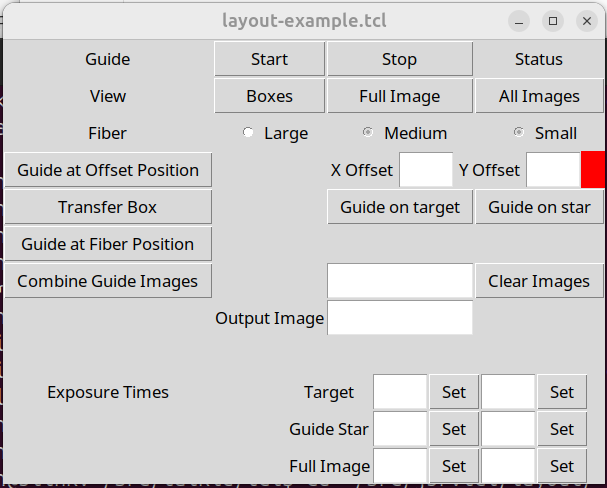 layout-example.tcl
Guide Start Stop Status
View Boxes Full Image All Images
Fiber Large Medium Small
Guide at Offset Position X Offset Y Offset
Transfer Box Guide on target Guide on star
Guide at Fiber Position
Combine Guide Images Clear Images
Output Image
Exposure Times Target Set Set
Guide Star Set Set
Full Image Set Set